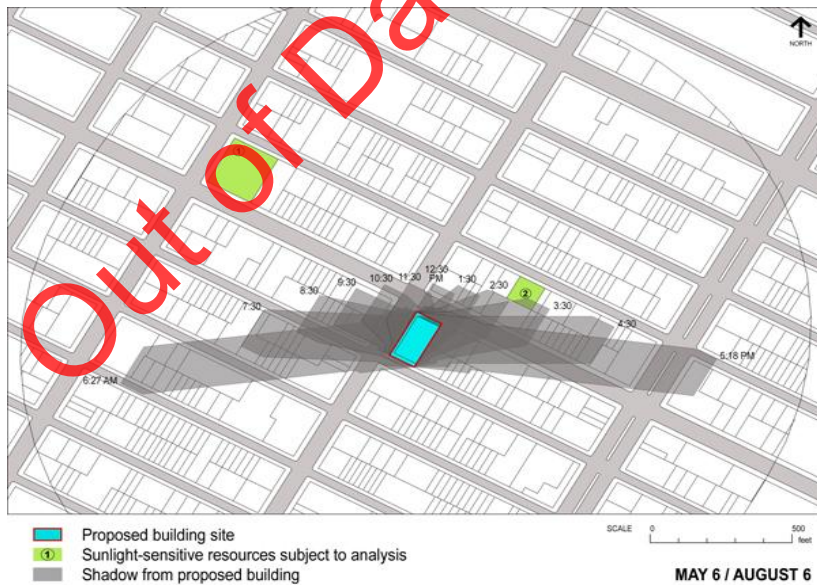 Out of Da
NORTH
①
12:30
PM
11:30
10:30
1:30
9:30
2:30
8:30
②
7:30
3:30
4:30
5:18 PM
6:27 AM
Proposed building site
① Sunlight-sensitive resources subject to analysis
Shadow from proposed building
SCALE 0 500
feet
MAY 6 / AUGUST 6